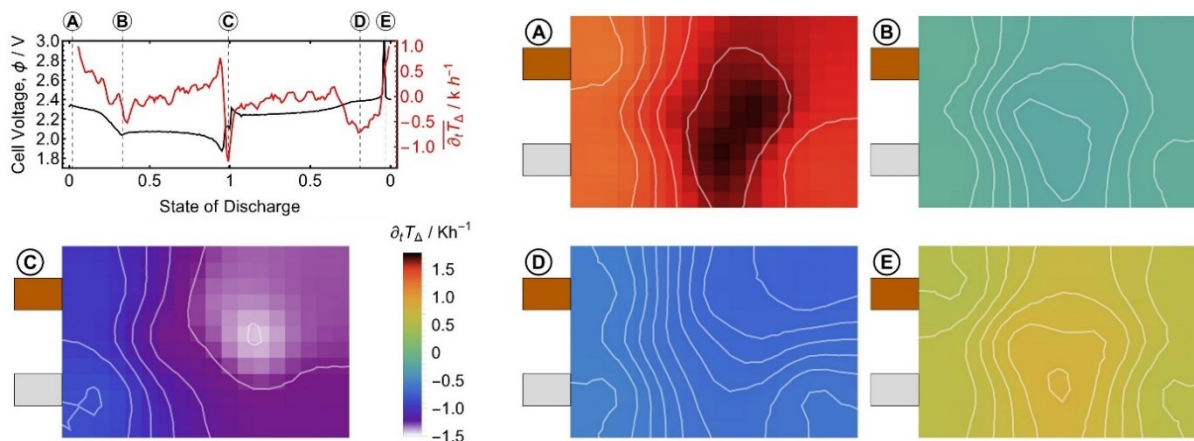 A B C D E
3.0
2.8
2.6
2.4
2.2
2.0
1.8
Cell Voltage, ϕ / V
1.0
0.5
0.0
−0.5
−1.0
∂tT∆ / k h⁻¹
0 0.5 1 0.5 0
State of Discharge
A
B
C
∂tT∆ / Kh⁻¹
1.5
1.0
0.5
0
−0.5
−1.0
−1.5
D
E